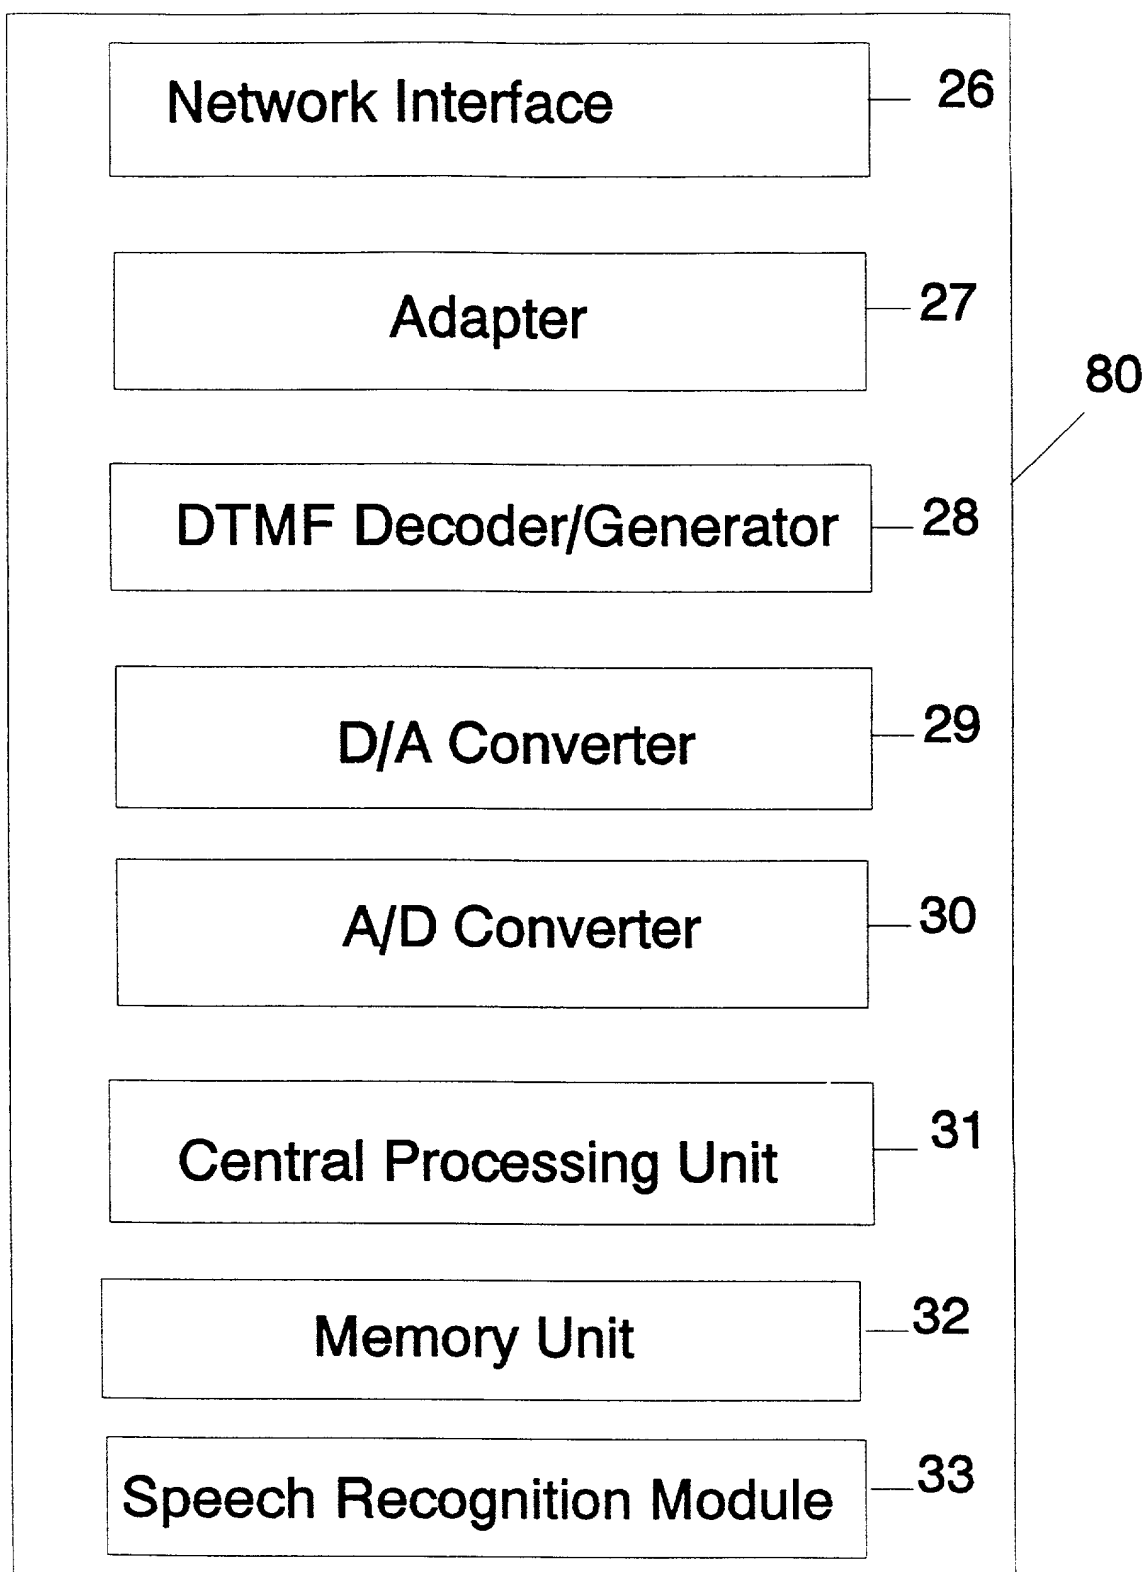 Network Interface 26
Adapter 27
80
DTMF Decoder/Generator 28
D/A Converter 29
A/D Converter 30
Central Processing Unit 31
Memory Unit 32
Speech Recognition Module 33